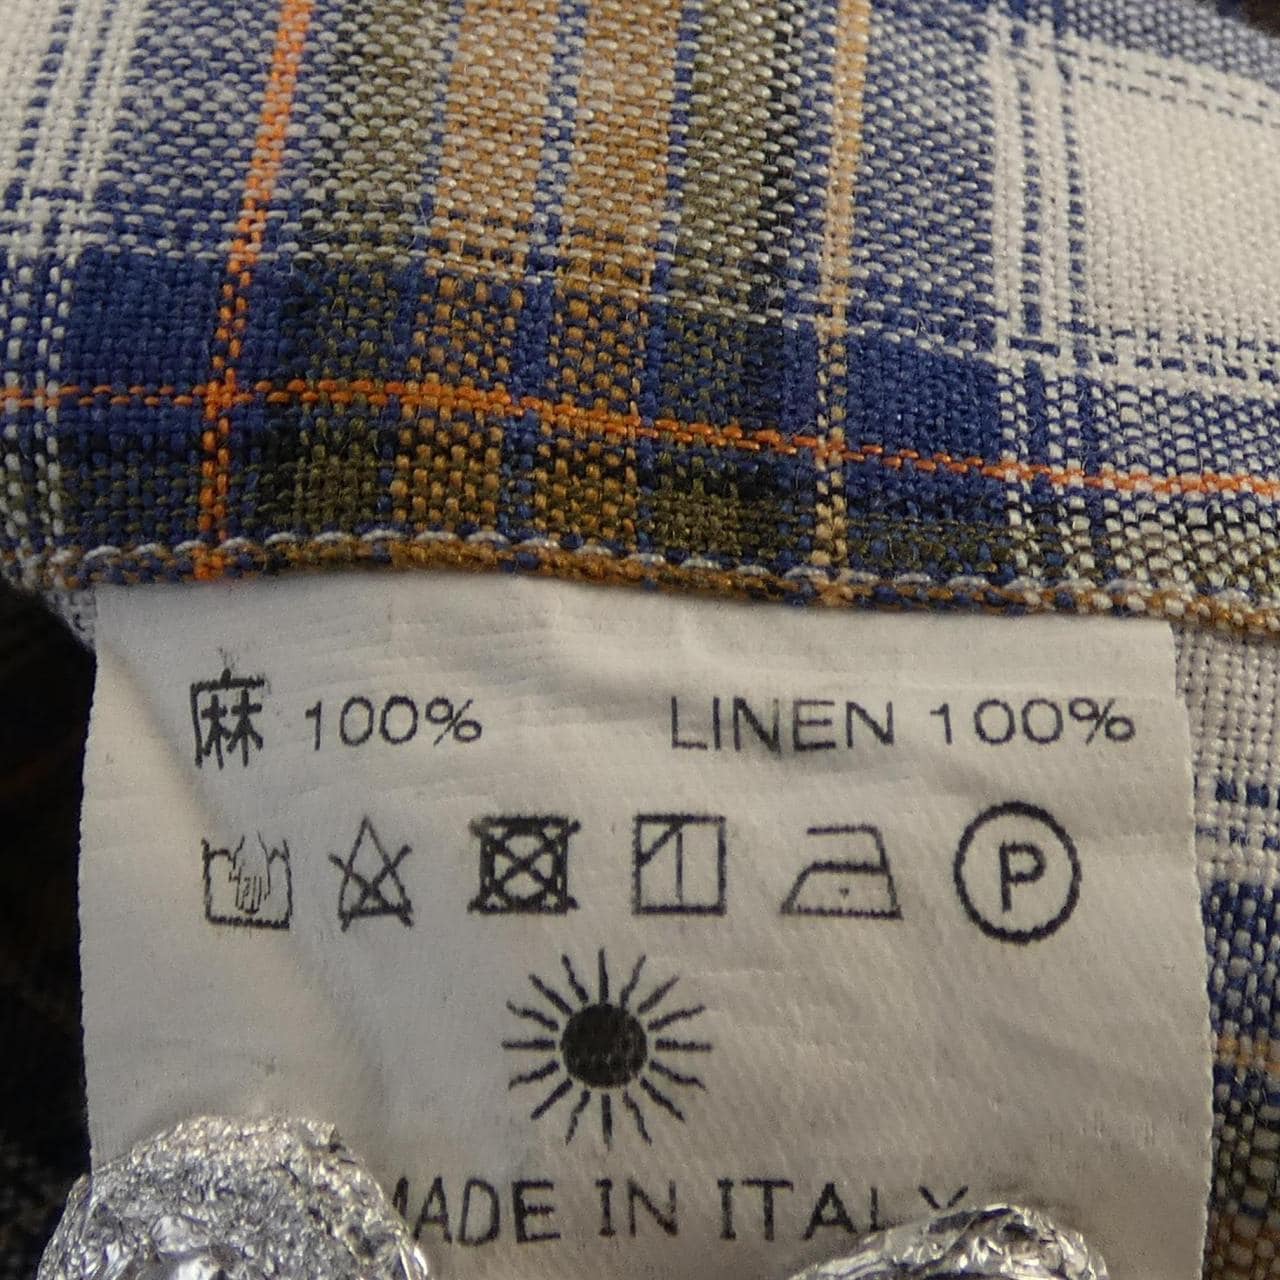 麻 100% LINEN 100%
P
MADE IN ITALY